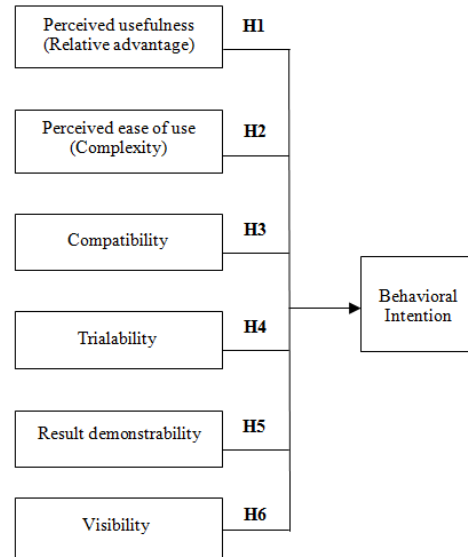 Perceived usefulness
(Relative advantage)
H1
Perceived ease of use
(Complexity)
H2
Compatibility
H3
Trialability
H4
Result demonstrability
H5
Visibility
H6
Behavioral
Intention